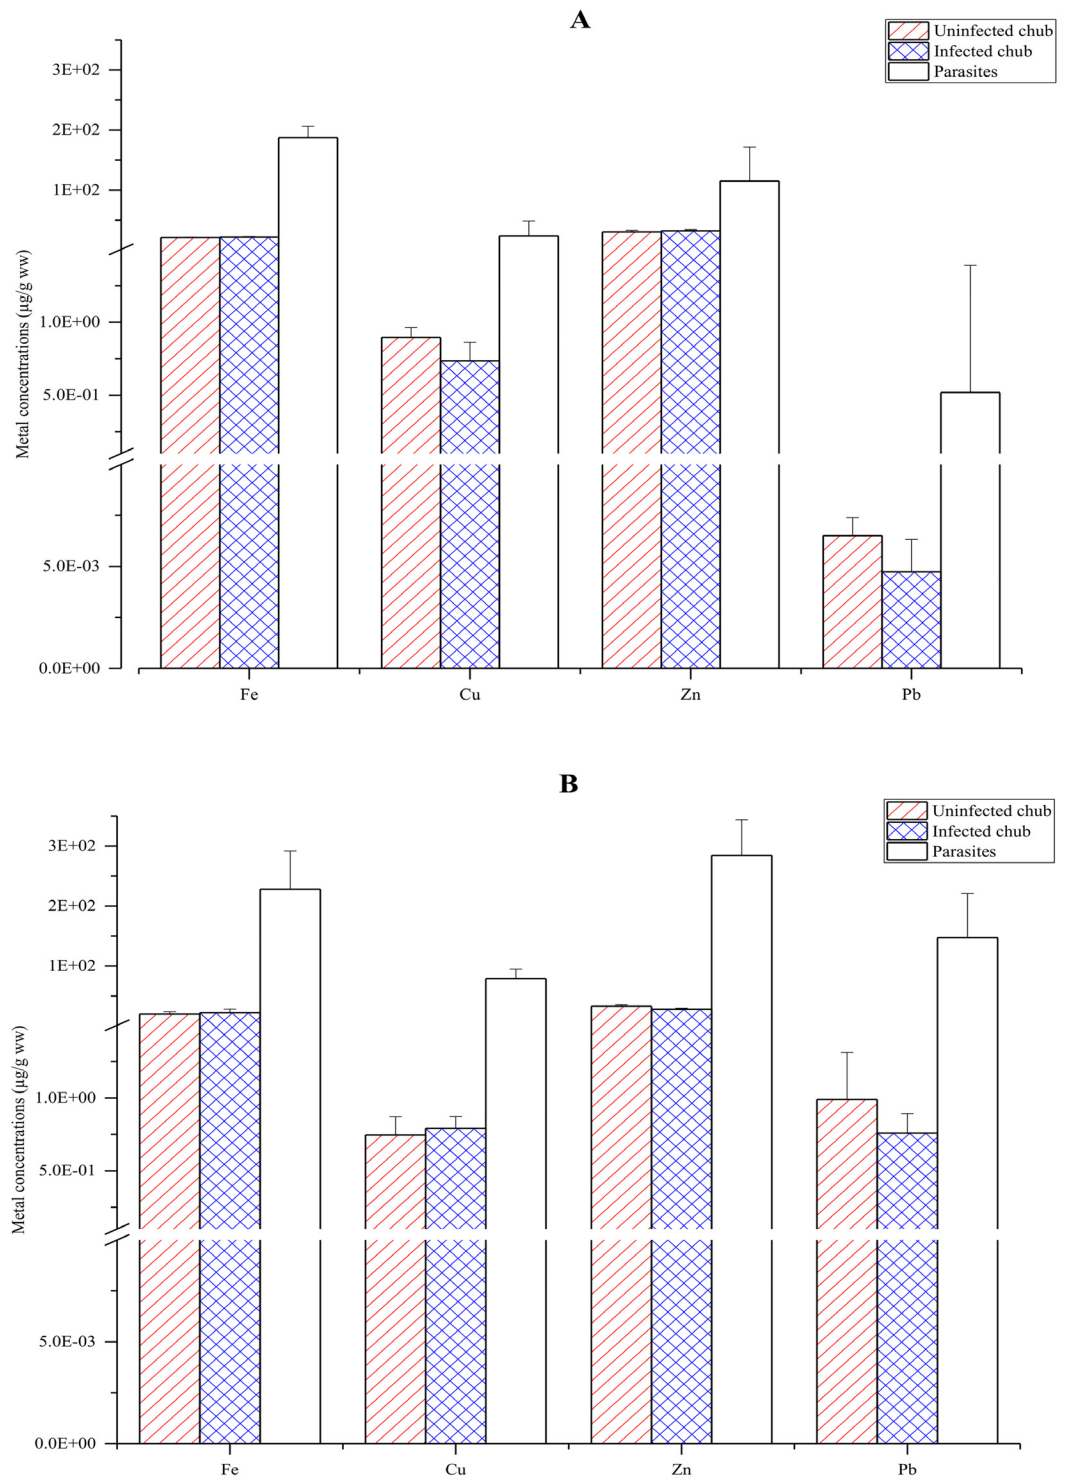 A
Uninfected chub
Infected chub
Parasites
3E+02
2E+02
1E+02
1.0E+00
5.0E-01
5.0E-03
0.0E+00
Metal concentrations (µg/g ww)
Fe Cu Zn Pb
B
Uninfected chub
Infected chub
Parasites
3E+02
2E+02
1E+02
1.0E+00
5.0E-01
5.0E-03
0.0E+00
Metal concentrations (µg/g ww)
Fe Cu Zn Pb